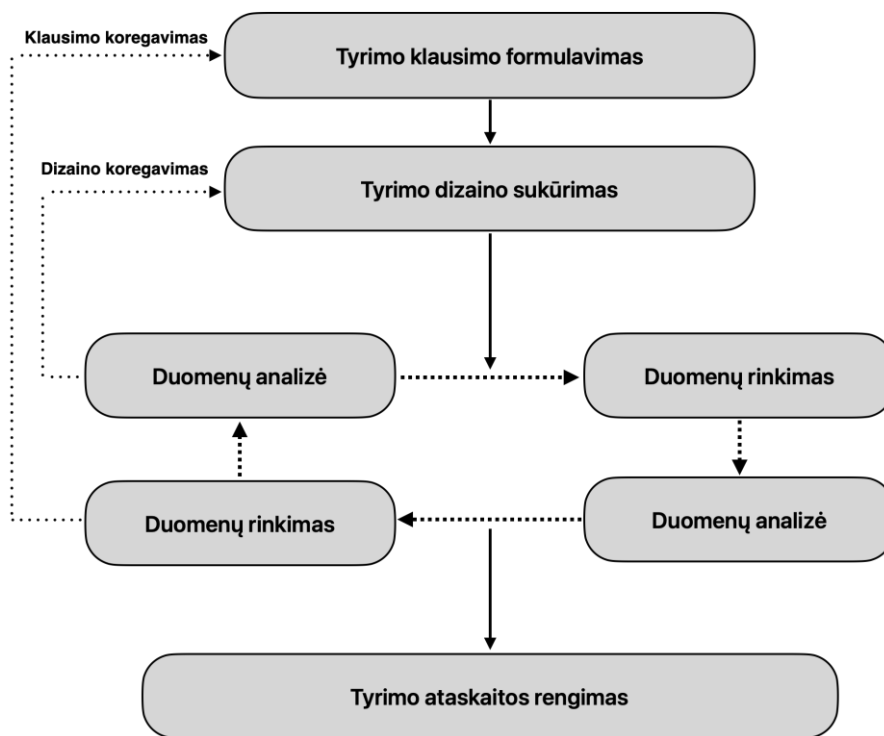 Klausimo koregavimas
Tyrimo klausimo formulavimas
Dizaino koregavimas
Tyrimo dizaino sukūrimas
Duomenų analizė
Duomenų rinkimas
Duomenų rinkimas
Duomenų analizė
Tyrimo ataskaitos rengimas